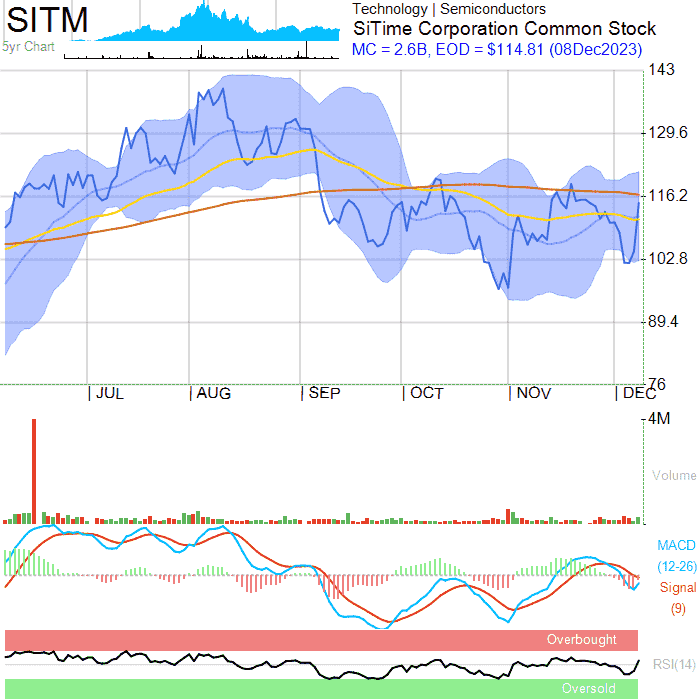 SITM
5yr Chart
Technology | Semiconductors
SiTime Corporation Common Stock
MC = 2.6B, EOD = $114.81 (08Dec2023)
143
129.6
116.2
102.8
89.4
76
JUL AUG SEP OCT NOV DEC
4M
Volume
MACD
(12-26)
Signal
(9)
Overbought
RSI(14)
Oversold